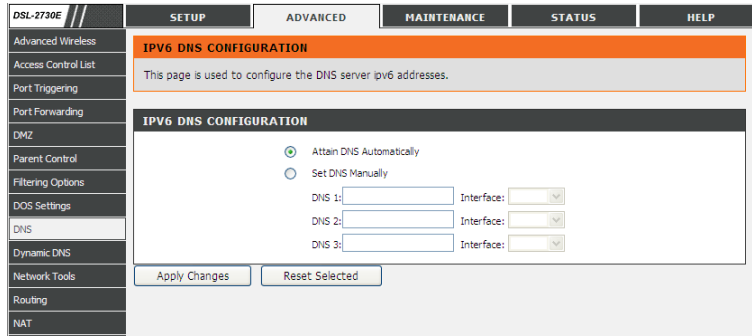 DSL-2730E
SETUP
ADVANCED
MAINTENANCE
STATUS
HELP
Advanced Wireless
Access Control List
Port Triggering
Port Forwarding
DMZ
Parent Control
Filtering Options
DOS Settings
DNS
Dynamic DNS
Network Tools
Routing
NAT
IPV6 DNS CONFIGURATION
This page is used to configure the DNS server ipv6 addresses.
IPV6 DNS CONFIGURATION
Attain DNS Automatically
Set DNS Manually
DNS 1: Interface:
DNS 2: Interface:
DNS 3: Interface:
Apply Changes Reset Selected